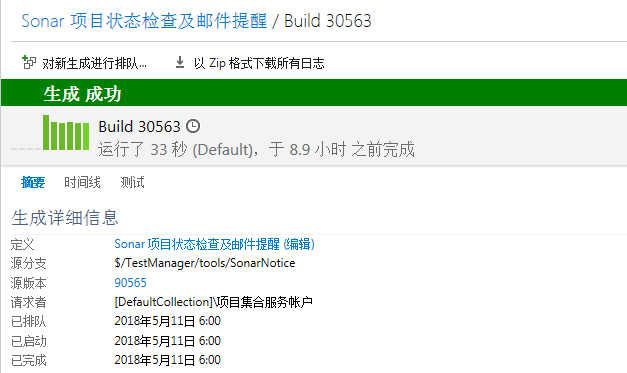 Sonar 项目状态检查及邮件提醒 / Build 30563
对新生成进行排队... 以 Zip 格式下载所有日志
生成 成功
Build 30563
运行了 33 秒 (Default)，于 8.9 小时 之前完成
摘要 时间线 测试
生成详细信息
定义 Sonar 项目状态检查及邮件提醒 (编辑)
源分支 $/TestManager/tools/SonarNotice
源版本 90565
请求者 [DefaultCollection]\项目集合服务帐户
已排队 2018年5月11日 6:00
已启动 2018年5月11日 6:00
已完成 2018年5月11日 6:00